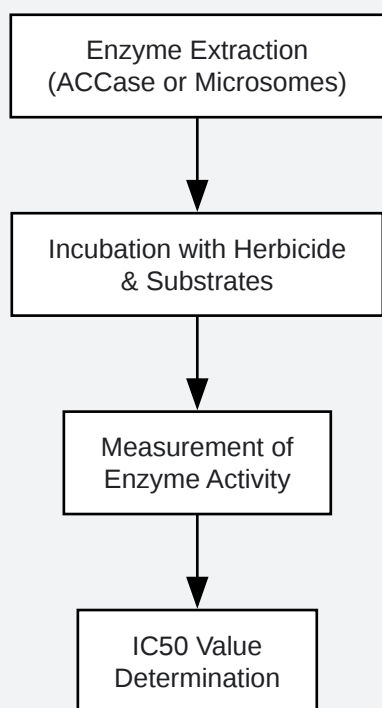 Enzyme Extraction
(ACCase or Microsomes)
Incubation with Herbicide
& Substrates
Measurement of
Enzyme Activity
IC50 Value
Determination